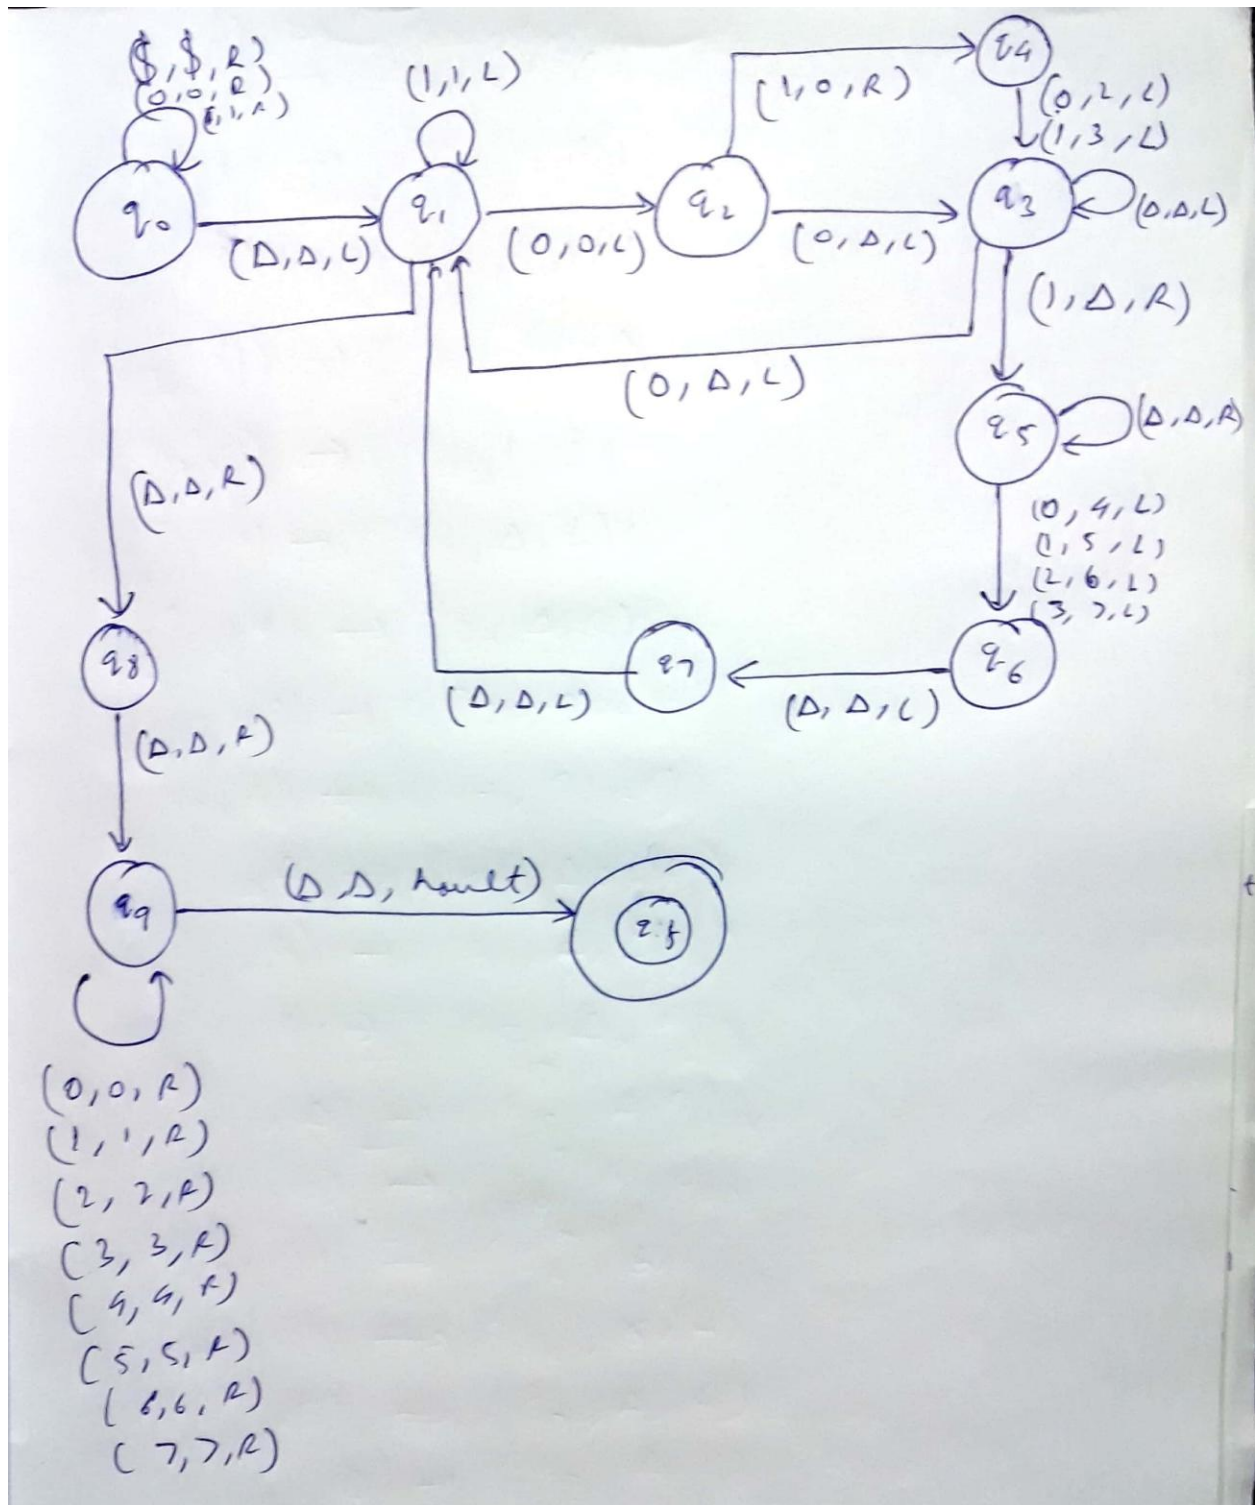 ($, $, R)
(0, 0, R)
(1, 1, R)
(1, 1, L)
(1, 0, R)
q4
(0, 2, L)
(1, 3, L)
q0
(Δ, Δ, L)
q1
(0, 0, L)
q2
(0, Δ, L)
q3
(Δ, Δ, L)
(1, Δ, R)
(0, Δ, L)
q5
(Δ, Δ, R)
(Δ, Δ, R)
(0, 4, L)
(1, 5, L)
(2, 6, L)
(3, 7, L)
q8
q7
q6
(Δ, Δ, L)
(Δ, Δ, L)
(Δ, Δ, R)
q9
(Δ Δ, hault)
qf
(0, 0, R)
(1, 1, R)
(2, 2, R)
(3, 3, R)
(4, 4, R)
(5, 5, R)
(6, 6, R)
(7, 7, R)